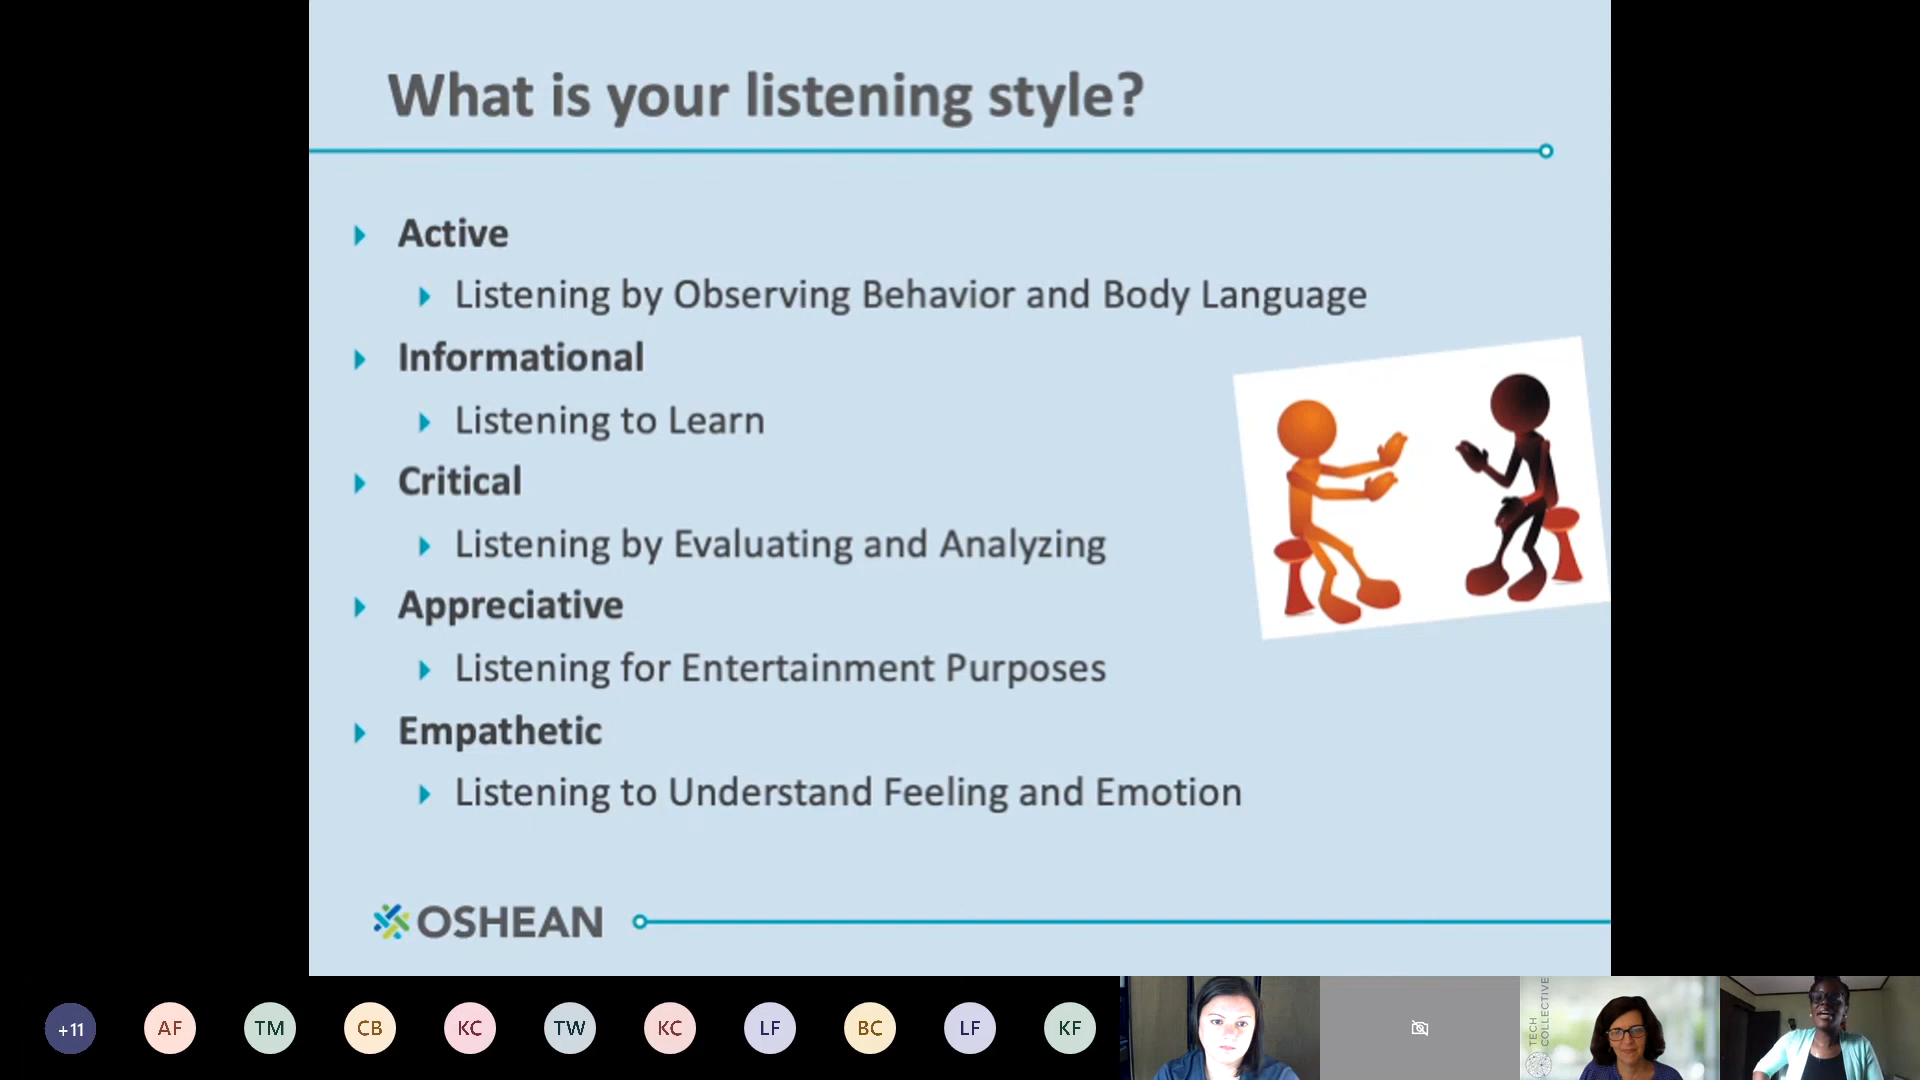 What is your listening style?
Active
Listening by Observing Behavior and Body Language
Informational
Listening to Learn
Critical
Listening by Evaluating and Analyzing
Appreciative
Listening for Entertainment Purposes
Empathetic
Listening to Understand Feeling and Emotion
OSHEAN
+11
AF
TM
CB
KC
TW
KC
LF
BC
LF
KF
TECH
COLLECTIVE